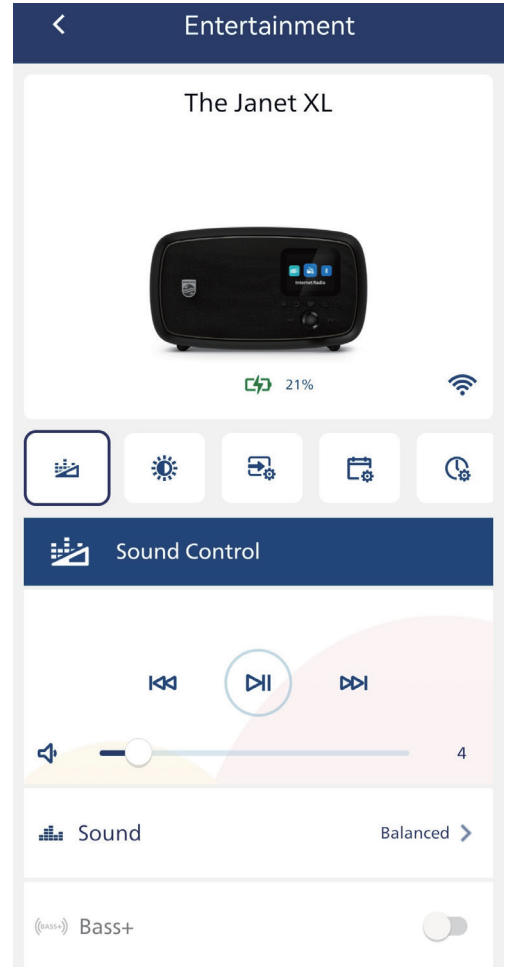 Entertainment
The Janet XL
Internet Radio
21%
Sound Control
4
Sound
Balanced
BASS+
Bass+